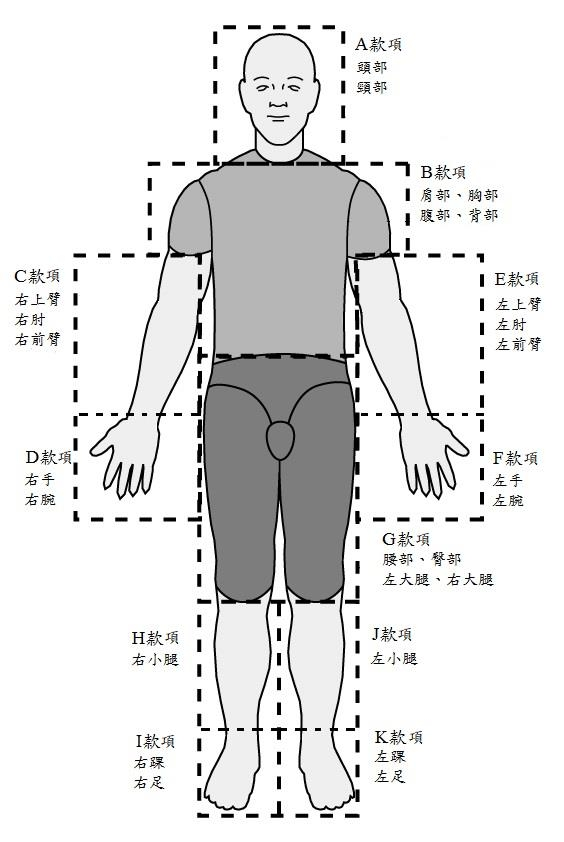 A款項
頭部
頸部
B款項
肩部、胸部
腹部、背部
C款項
右上臂
右肘
右前臂
E款項
左上臂
左肘
左前臂
D款項
右手
右腕
F款項
左手
左腕
G款項
腰部、臀部
左大腿、右大腿
H款項
右小腿
J款項
左小腿
I款項
右踝
右足
K款項
左踝
左足